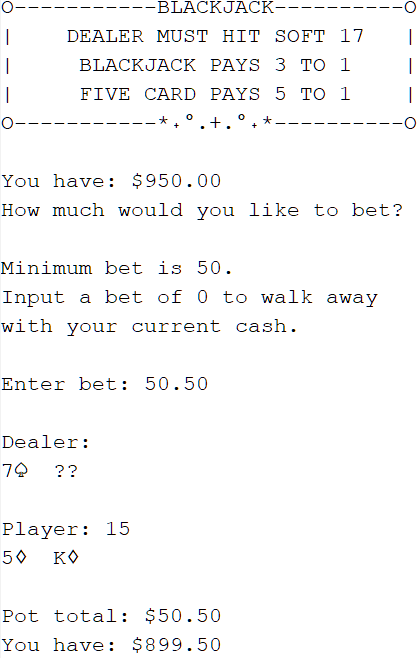 O-----------BLACKJACK----------O
|    DEALER MUST HIT SOFT 17   |
|     BLACKJACK PAYS 3 TO 1    |
|     FIVE CARD PAYS 5 TO 1    |
O-----------*˖°.+.°˖*----------O
You have: $950.00
How much would you like to bet?
Minimum bet is 50.
Input a bet of 0 to walk away
with your current cash.
Enter bet: 50.50
Dealer:
7♤  ??
Player: 15
5♢  K♢
Pot total: $50.50
You have: $899.50